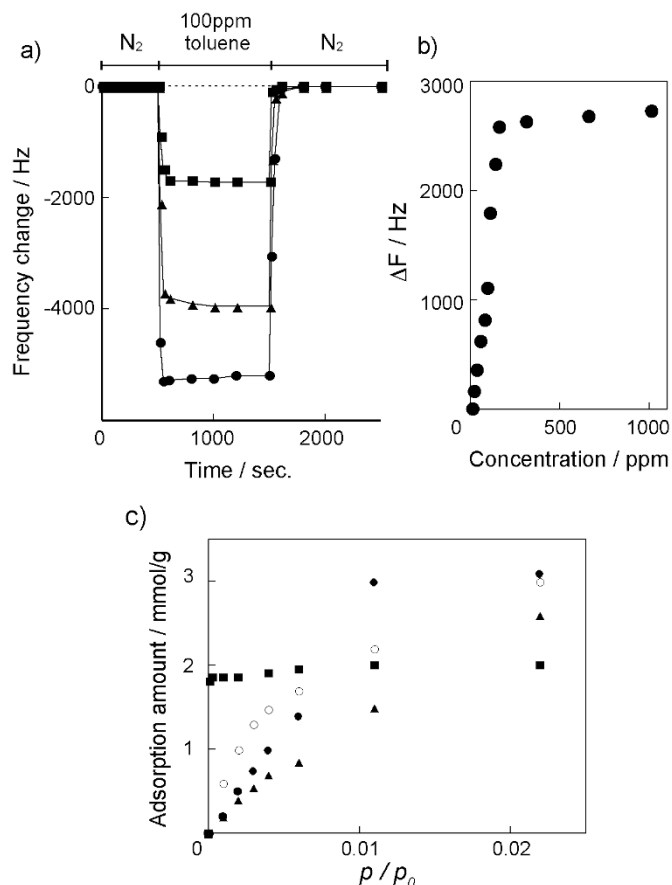 a)
N2
100ppm
toluene
N2
0
-2000
-4000
Frequency change / Hz
0
1000
2000
Time / sec.
b)
3000
2000
1000
0
ΔF / Hz
0
500
1000
Concentration / ppm
c)
3
2
1
0
Adsorption amount / mmol/g
0.01
0.02
p / p0